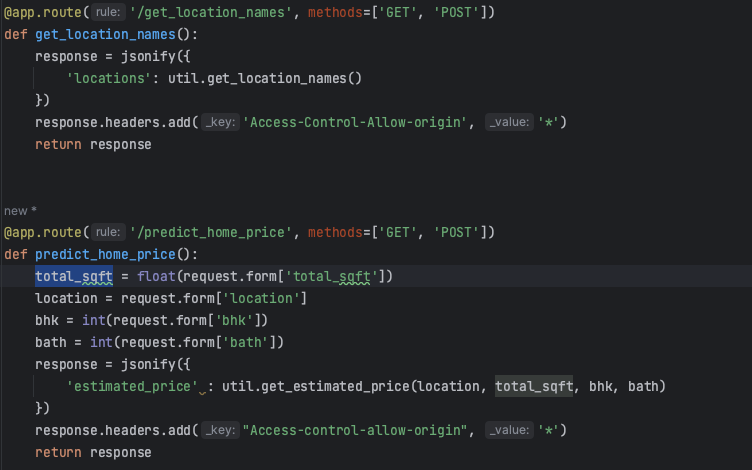 @app.route( rule: '/get_location_names', methods=['GET', 'POST'])
def get_location_names():
    response = jsonify({
        'locations': util.get_location_names()
    })
    response.headers.add( _key: 'Access-Control-Allow-origin', _value: '*')
    return response
new *
@app.route( rule: '/predict_home_price', methods=['GET', 'POST'])
def predict_home_price():
    total_sqft = float(request.form['total_sqft'])
    location = request.form['location']
    bhk = int(request.form['bhk'])
    bath = int(request.form['bath'])
    response = jsonify({
        'estimated_price' : util.get_estimated_price(location, total_sqft, bhk, bath)
    })
    response.headers.add( _key: "Access-control-allow-origin", _value: '*')
    return response